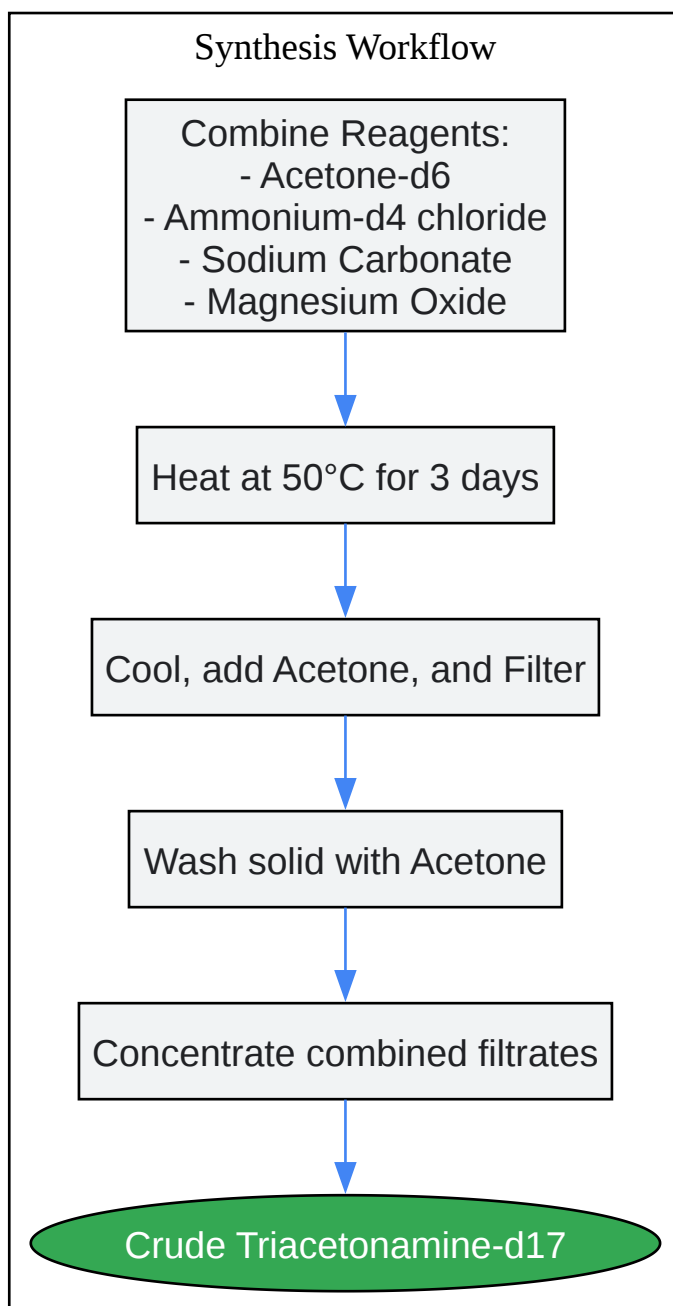 Synthesis Workflow
Combine Reagents:
- Acetone-d6
- Ammonium-d4 chloride
- Sodium Carbonate
- Magnesium Oxide
Heat at 50°C for 3 days
Cool, add Acetone, and Filter
Wash solid with Acetone
Concentrate combined filtrates
Crude Triacetonamine-d17